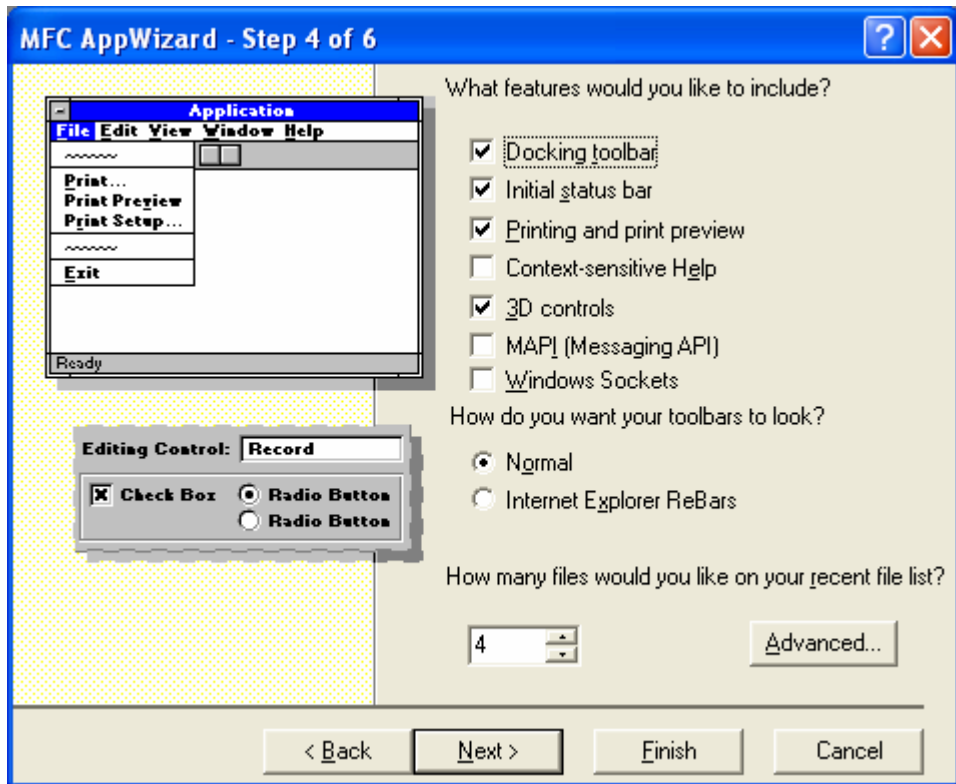 MFC AppWizard - Step 4 of 6
Application
File Edit View Window Help
Print...
Print Preview
Print Setup...
Exit
Ready
Editing Control: Record
Check Box Radio Button
Radio Button
What features would you like to include?
Docking toolbar
Initial status bar
Printing and print preview
Context-sensitive Help
3D controls
MAPI (Messaging API)
Windows Sockets
How do you want your toolbars to look?
Normal
Internet Explorer ReBars
How many files would you like on your recent file list?
4 Advanced...
< Back Next > Finish Cancel